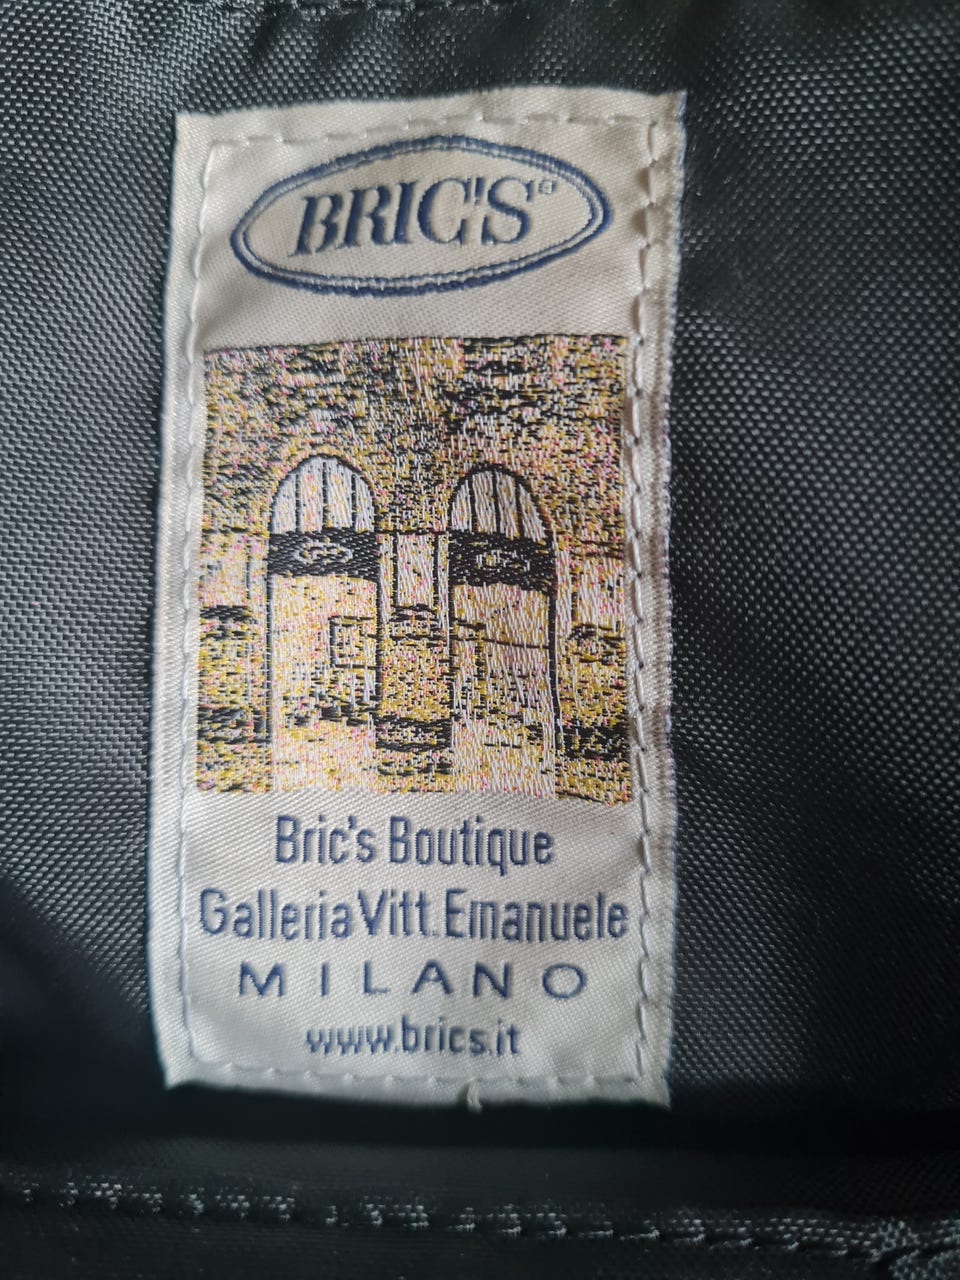 BRIC'S®
Bric's Boutique
Galleria Vitt. Emanuele
MILANO
www.brics.it